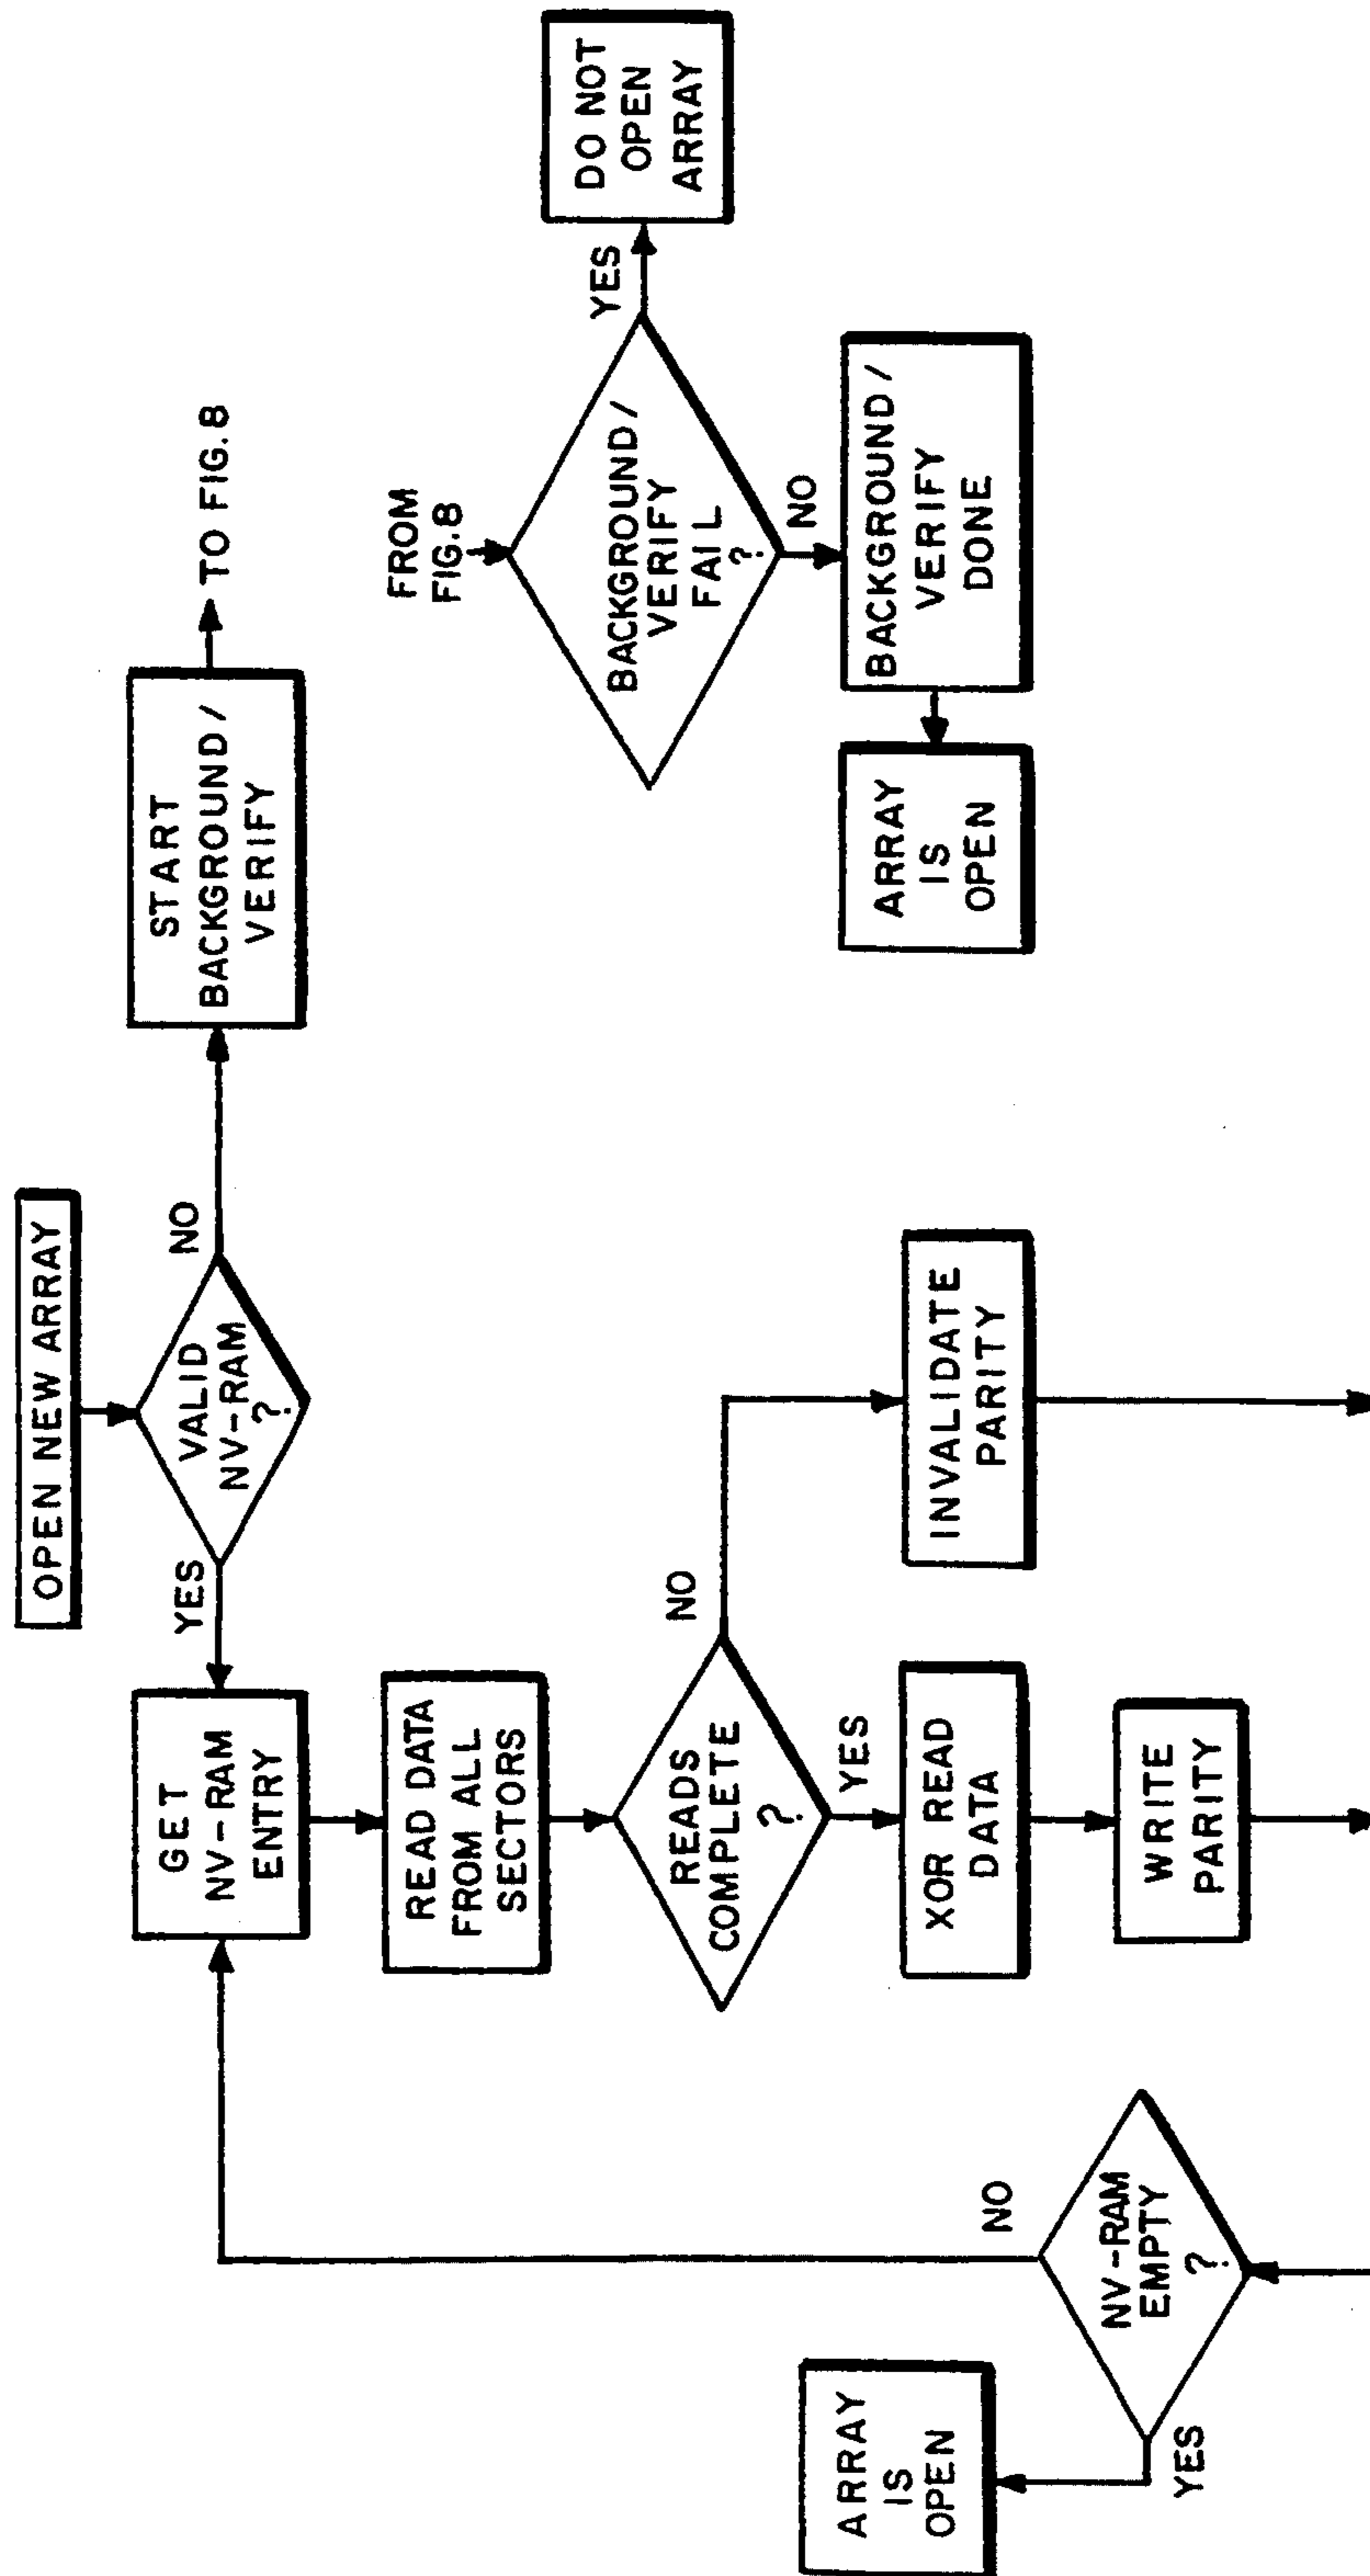 OPEN NEW ARRAY
VALID
NV-RAM
?
YES
NO
GET
NV-RAM
ENTRY
START
BACKGROUND/
VERIFY
TO FIG. 8
READ DATA
FROM ALL
SECTORS
READS
COMPLETE
?
NO
YES
XOR READ
DATA
INVALIDATE
PARITY
WRITE
PARITY
NV-RAM
EMPTY
?
NO
YES
ARRAY
IS
OPEN
FROM
FIG. 8
BACKGROUND/
VERIFY
FAIL
?
YES
DO NOT
OPEN
ARRAY
NO
BACKGROUND/
VERIFY
DONE
ARRAY
IS
OPEN